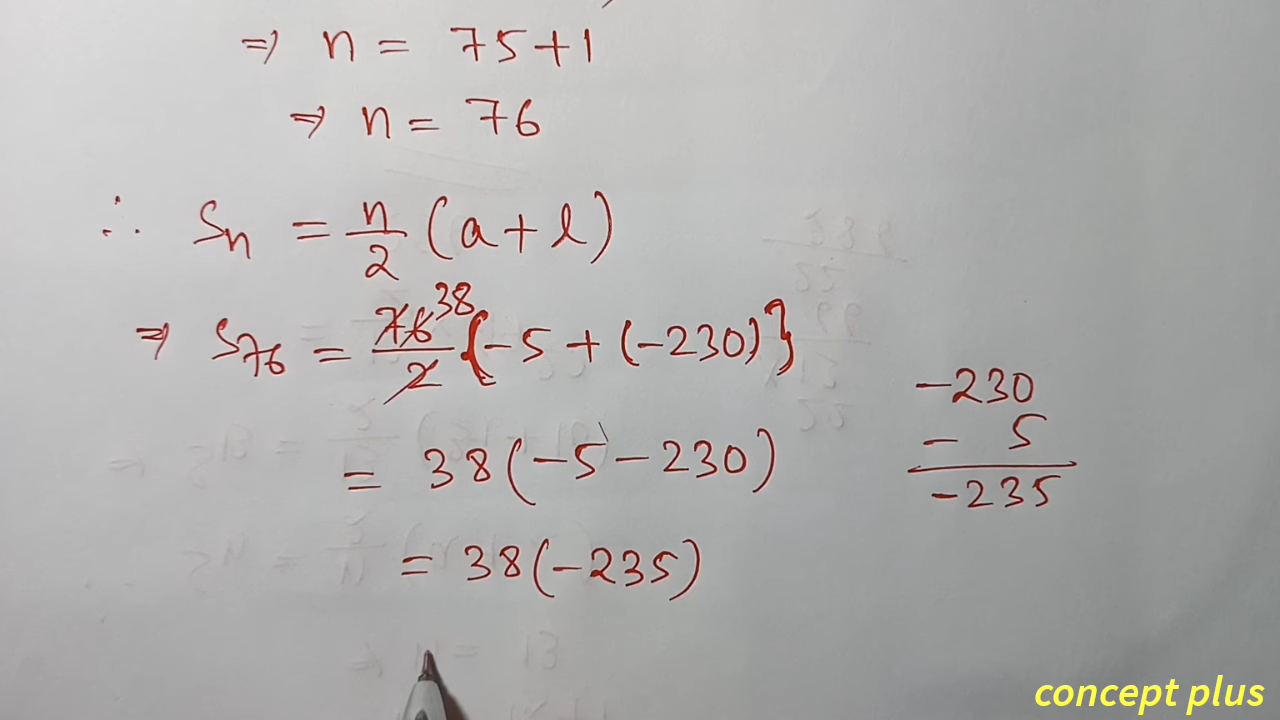 ⇒ n = 75+1
⇒ n = 76
∴ Sn = n/2 (a+l)
⇒ S76 = 76/2 38 {-5 + (-230)}
= 38(-5-230)
= 38(-235)
-230
- 5
-235
concept plus